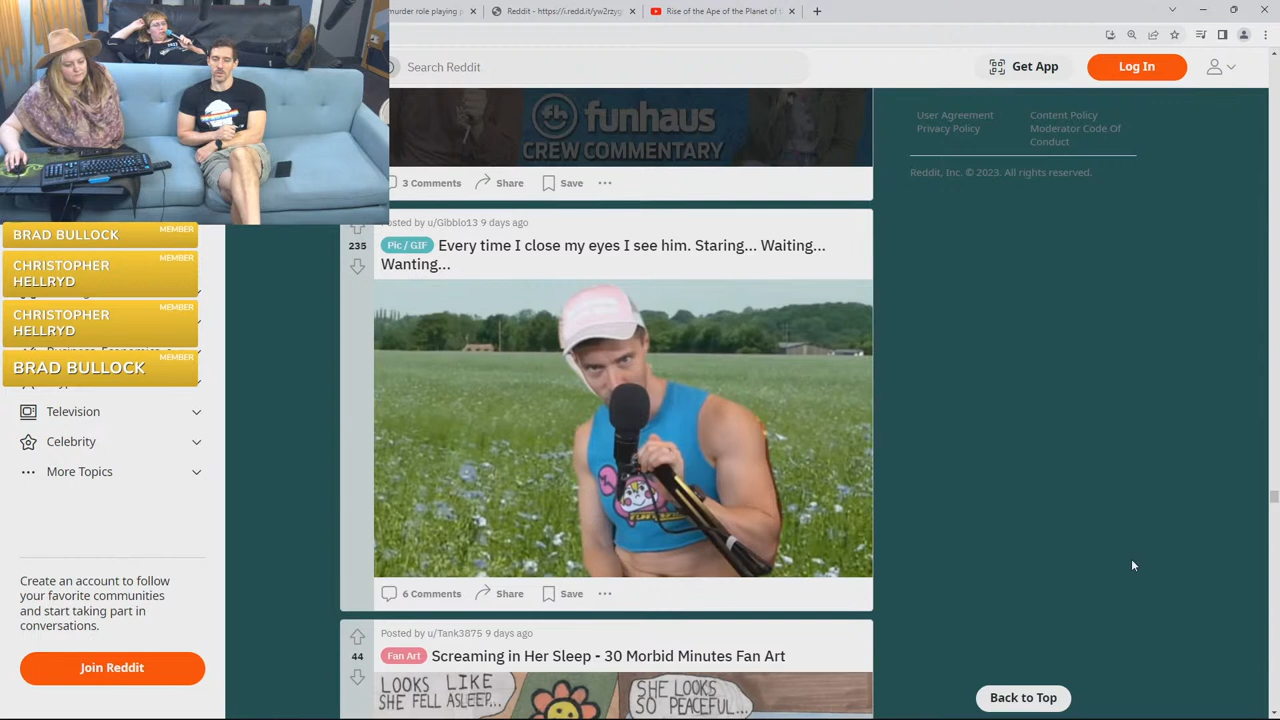 murder role playing
Reddit - https://i.redd.it/yw2rzyg
Rise of the Ape of the Planet of
Search Reddit
Get App
Log In
funhaus
CREW COMMENTARY
3 Comments
Share
Save
User Agreement
Content Policy
Privacy Policy
Moderator Code Of
Conduct
Reddit, Inc. © 2023. All rights reserved.
BRAD BULLOCK
MEMBER
CHRISTOPHER
HELLRYD
MEMBER
CHRISTOPHER
HELLRYD
MEMBER
BRAD BULLOCK
MEMBER
Television
Celebrity
More Topics
Create an account to follow
your favorite communities
and start taking part in
conversations.
Join Reddit
Posted by u/Gibblo13 9 days ago
235
Pic / GIF
Every time I close my eyes I see him. Staring... Waiting...
Wanting...
6 Comments
Share
Save
Posted by u/Tank3875 9 days ago
44
Fan Art
Screaming in Her Sleep - 30 Morbid Minutes Fan Art
LOOKS LIKE
SHE FELL ASLEEP...
SHE LOOKS
SO PEACEFUL...
Back to Top